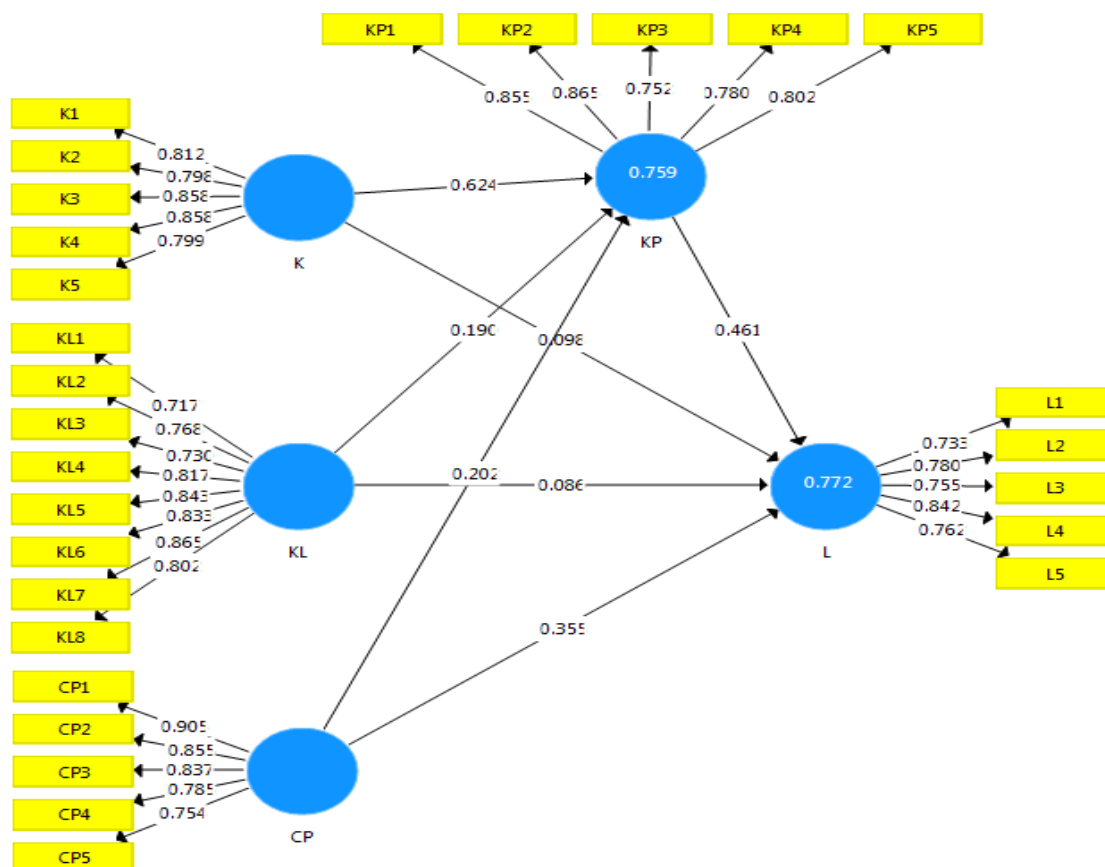 KP1
KP2
KP3
KP4
KP5
0.855
0.865
0.752
0.780
0.802
K1
K2
K3
K4
K5
0.812
0.798
0.858
0.858
0.799
K
0.624
0.759
KP
0.190
0.098
0.461
KL1
KL2
KL3
KL4
KL5
KL6
KL7
KL8
0.717
0.768
0.730
0.817
0.843
0.833
0.865
0.802
KL
0.202
0.086
0.772
L
L1
L2
L3
L4
L5
0.733
0.780
0.755
0.842
0.762
0.355
CP1
CP2
CP3
CP4
CP5
0.905
0.855
0.837
0.785
0.754
CP